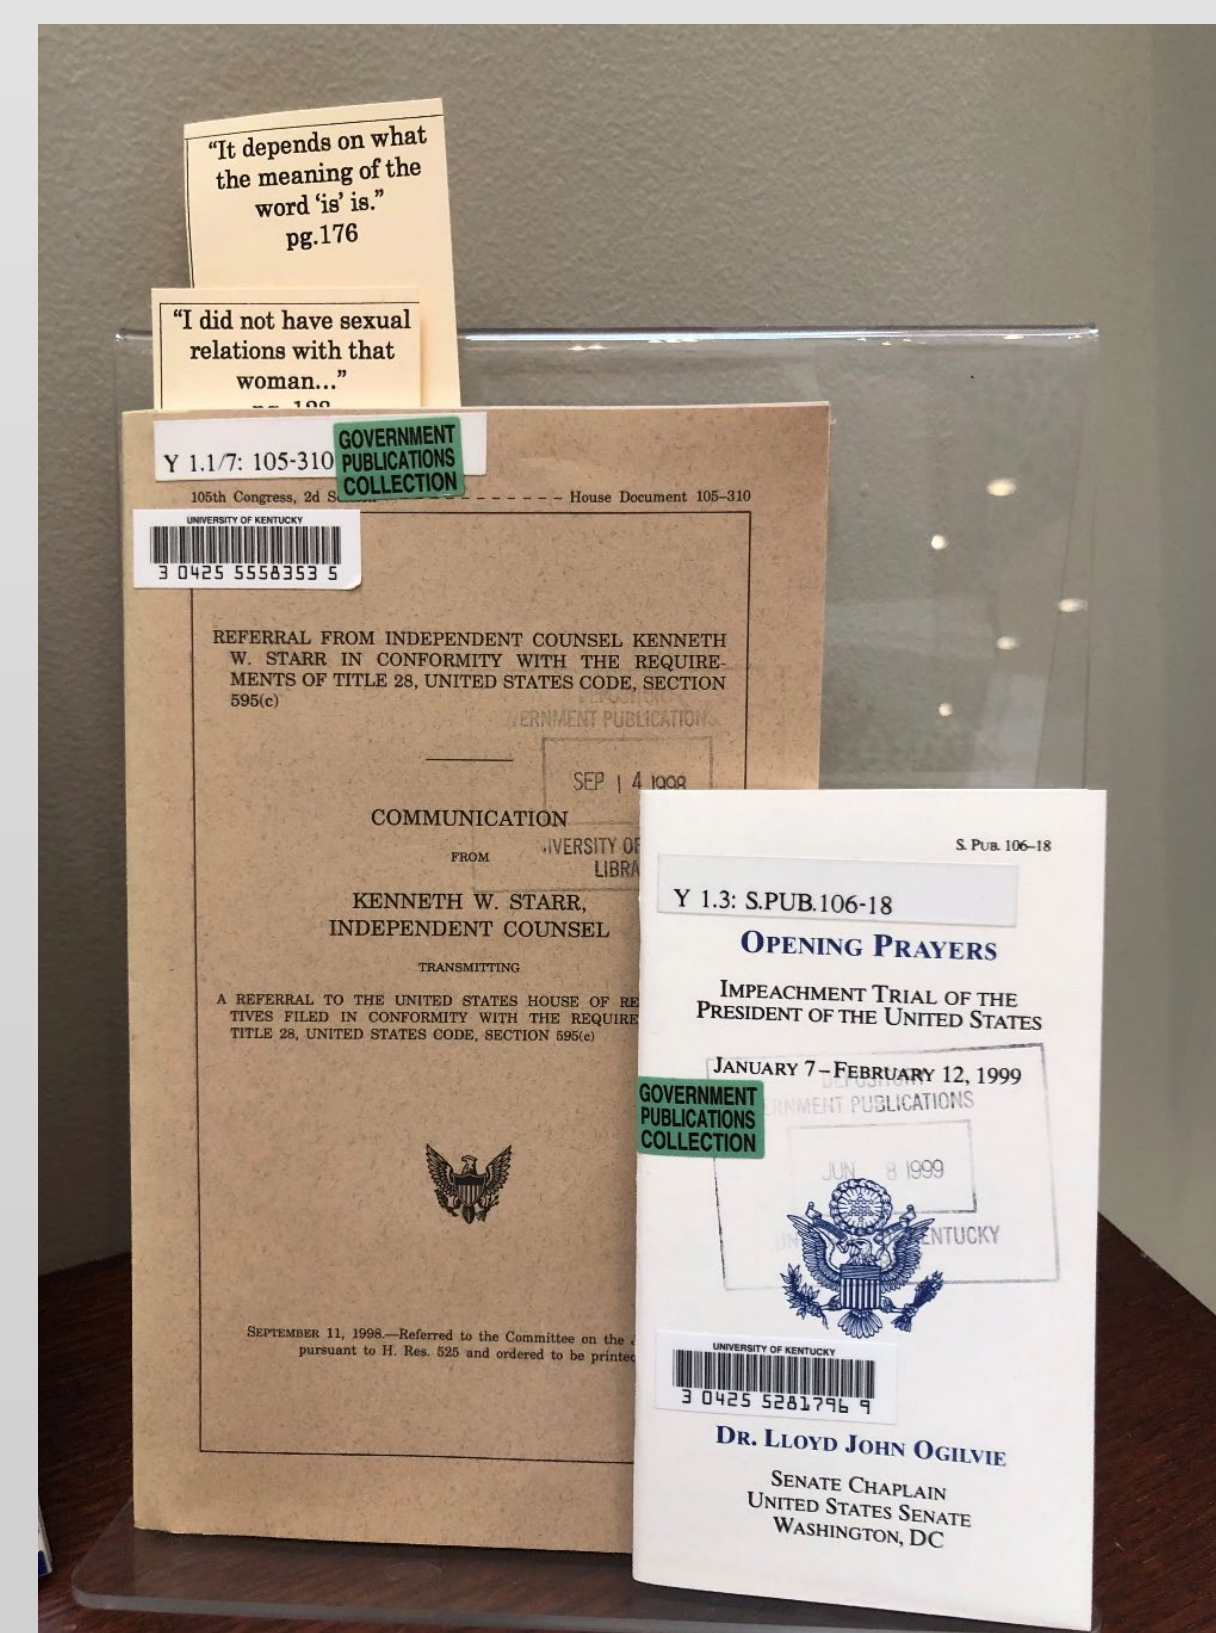 “It depends on what
the meaning of the
word ‘is’ is.”
pg.176
“I did not have sexual
relations with that
woman...”
Y 1.1/7: 105-310
GOVERNMENT
PUBLICATIONS
COLLECTION
105th Congress, 2d
House Document 105–310
UNIVERSITY OF KENTUCKY
3 0425 5558353 5
REFERRAL FROM INDEPENDENT COUNSEL KENNETH
W. STARR IN CONFORMITY WITH THE REQUIRE-
MENTS OF TITLE 28, UNITED STATES CODE, SECTION
595(c)
PUBLICATIONS
SEP 14 1998
COMMUNICATION
FROM
KENNETH W. STARR,
INDEPENDENT COUNSEL
TRANSMITTING
A REFERRAL TO THE UNITED STATES HOUSE OF
TIVES FILED IN CONFORMITY WITH THE
TITLE 28, UNITED STATES CODE, SECTION 595(c)
SEPTEMBER 11, 1998.—Referred to the Committee on the
pursuant to H. Res. 525 and ordered to be printed
S. PUB. 106–18
Y 1.3: S.PUB.106-18
OPENING PRAYERS
IMPEACHMENT TRIAL OF THE
PRESIDENT OF THE UNITED STATES
JANUARY 7–FEBRUARY 12, 1999
DEPOSITORY
PUBLICATIONS
GOVERNMENT
PUBLICATIONS
COLLECTION
JUN 8 1999
UNIVERSITY OF KENTUCKY
3 0425 5281796 9
DR. LLOYD JOHN OGILVIE
SENATE CHAPLAIN
UNITED STATES SENATE
WASHINGTON, DC